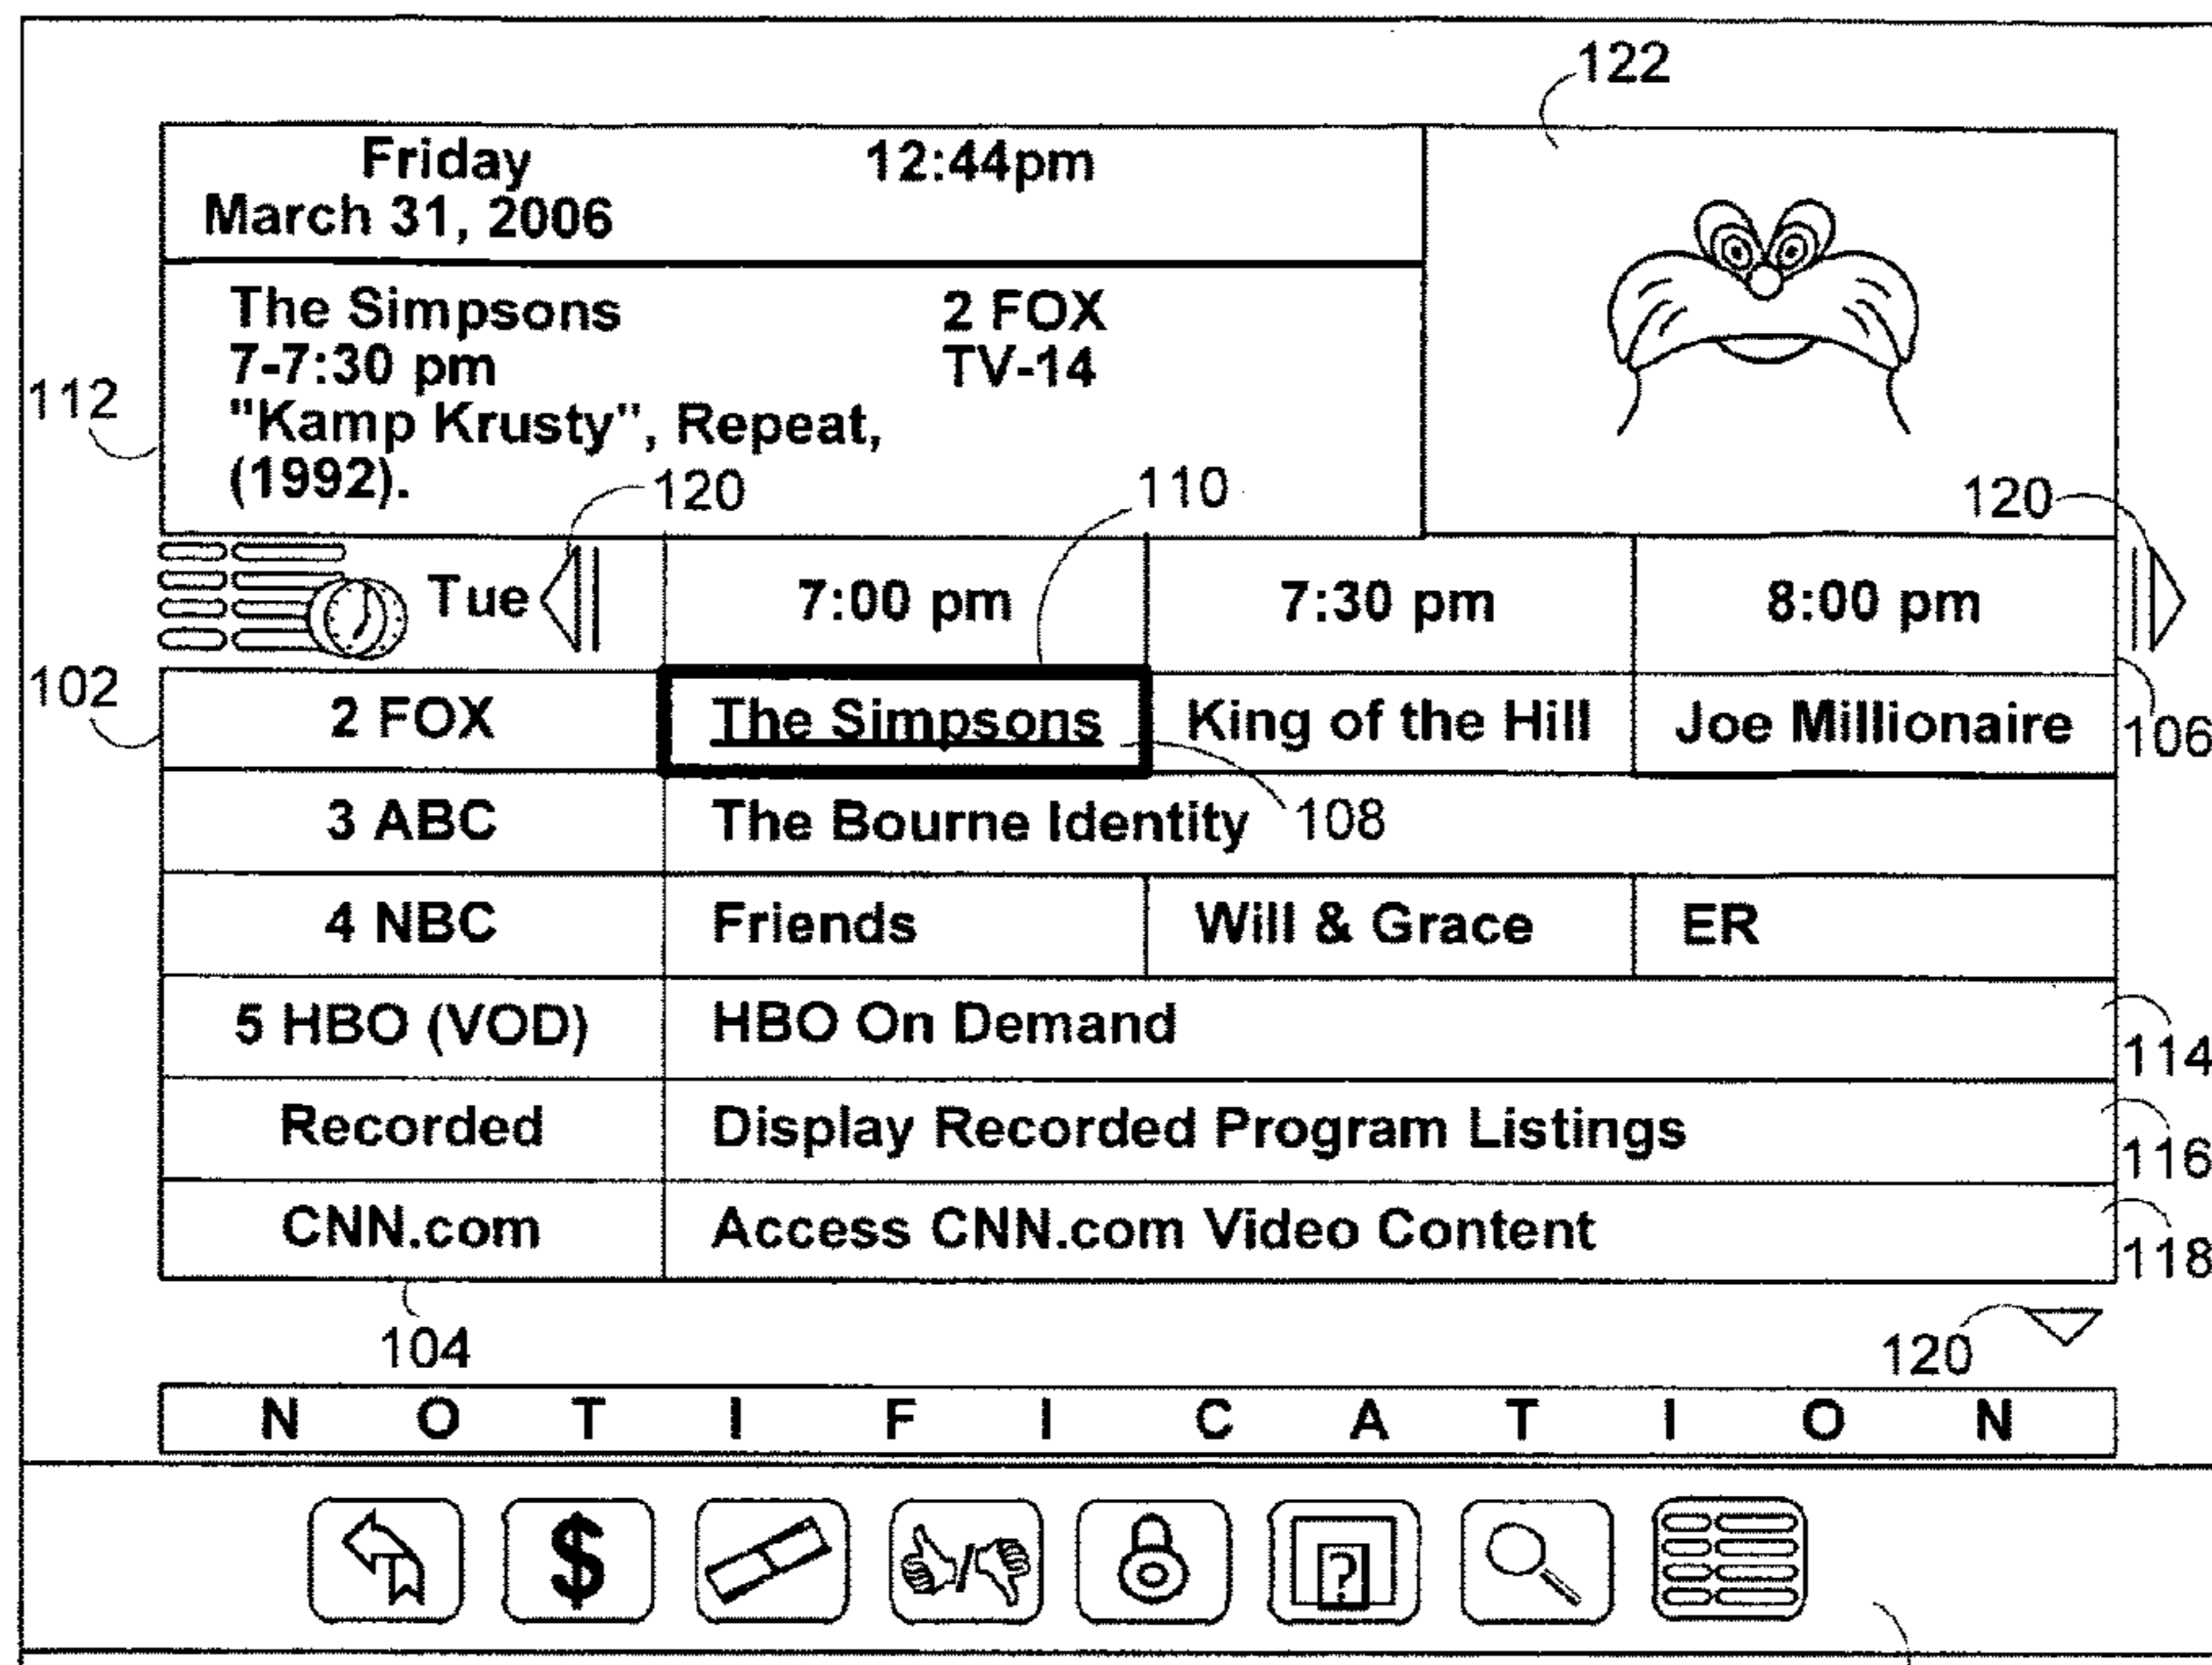 122
Friday 12:44pm
March 31, 2006
The Simpsons 2 FOX
7-7:30 pm TV-14
112
"Kamp Krusty", Repeat,
(1992).
120 110 120
Tue 7:00 pm 7:30 pm 8:00 pm
102
2 FOX The Simpsons King of the Hill Joe Millionaire 106
3 ABC The Bourne Identity 108
4 NBC Friends Will & Grace ER
5 HBO (VOD) HBO On Demand
114
Recorded Display Recorded Program Listings
116
CNN.com Access CNN.com Video Content
118
104 120
N O T I F I C A T I O N
$ / ?